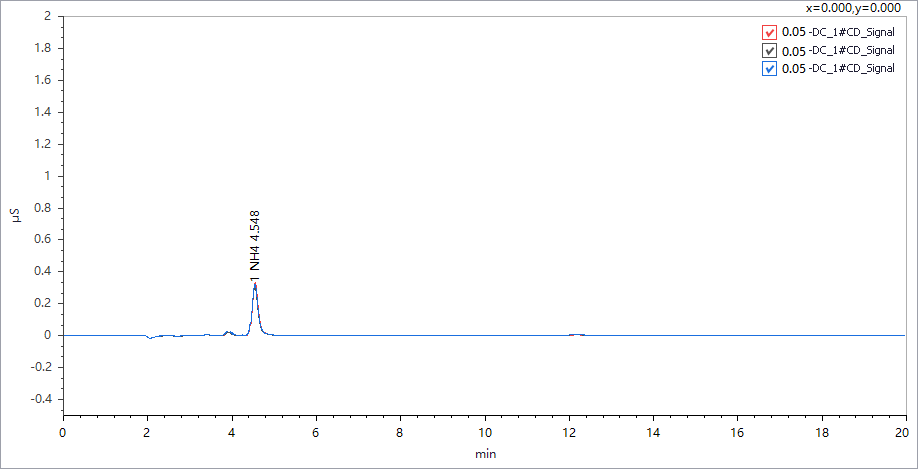 x=0.000,y=0.000
0.05-DC_1#CD_Signal
0.05-DC_1#CD_Signal
0.05-DC_1#CD_Signal
2
1.8
1.6
1.4
1.2
1
0.8
0.6
0.4
0.2
0
-0.2
-0.4
µS
1 NH4 4.548
0 2 4 6 8 10 12 14 16 18 20
min